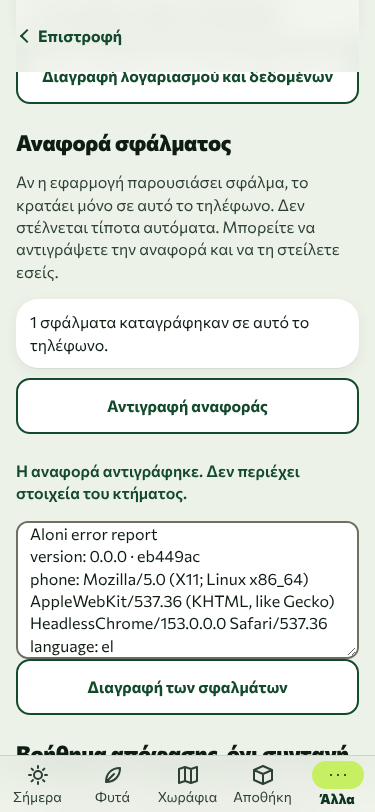 Επιστροφή
Διαγραφή λογαριασμού και δεδομένων
Αναφορά σφάλματος
Αν η εφαρμογή παρουσιάσει σφάλμα, το
κρατάει μόνο σε αυτό το τηλέφωνο. Δεν
στέλνεται τίποτα αυτόματα. Μπορείτε να
αντιγράψετε την αναφορά και να τη στείλετε
εσείς.
1 σφάλματα καταγράφηκαν σε αυτό το
τηλέφωνο.
Αντιγραφή αναφοράς
Η αναφορά αντιγράφηκε. Δεν περιέχει
στοιχεία του κτήματος.
Aloni error report
version: 0.0.0 · eb449ac
phone: Mozilla/5.0 (X11; Linux x86_64)
AppleWebKit/537.36 (KHTML, like Gecko)
HeadlessChrome/153.0.0.0 Safari/537.36
language: el
Διαγραφή των σφαλμάτων
Βοήθημα απόφασης, όχι συνταγή
Σήμερα
Φυτά
Χωράφια
Αποθήκη
Άλλα